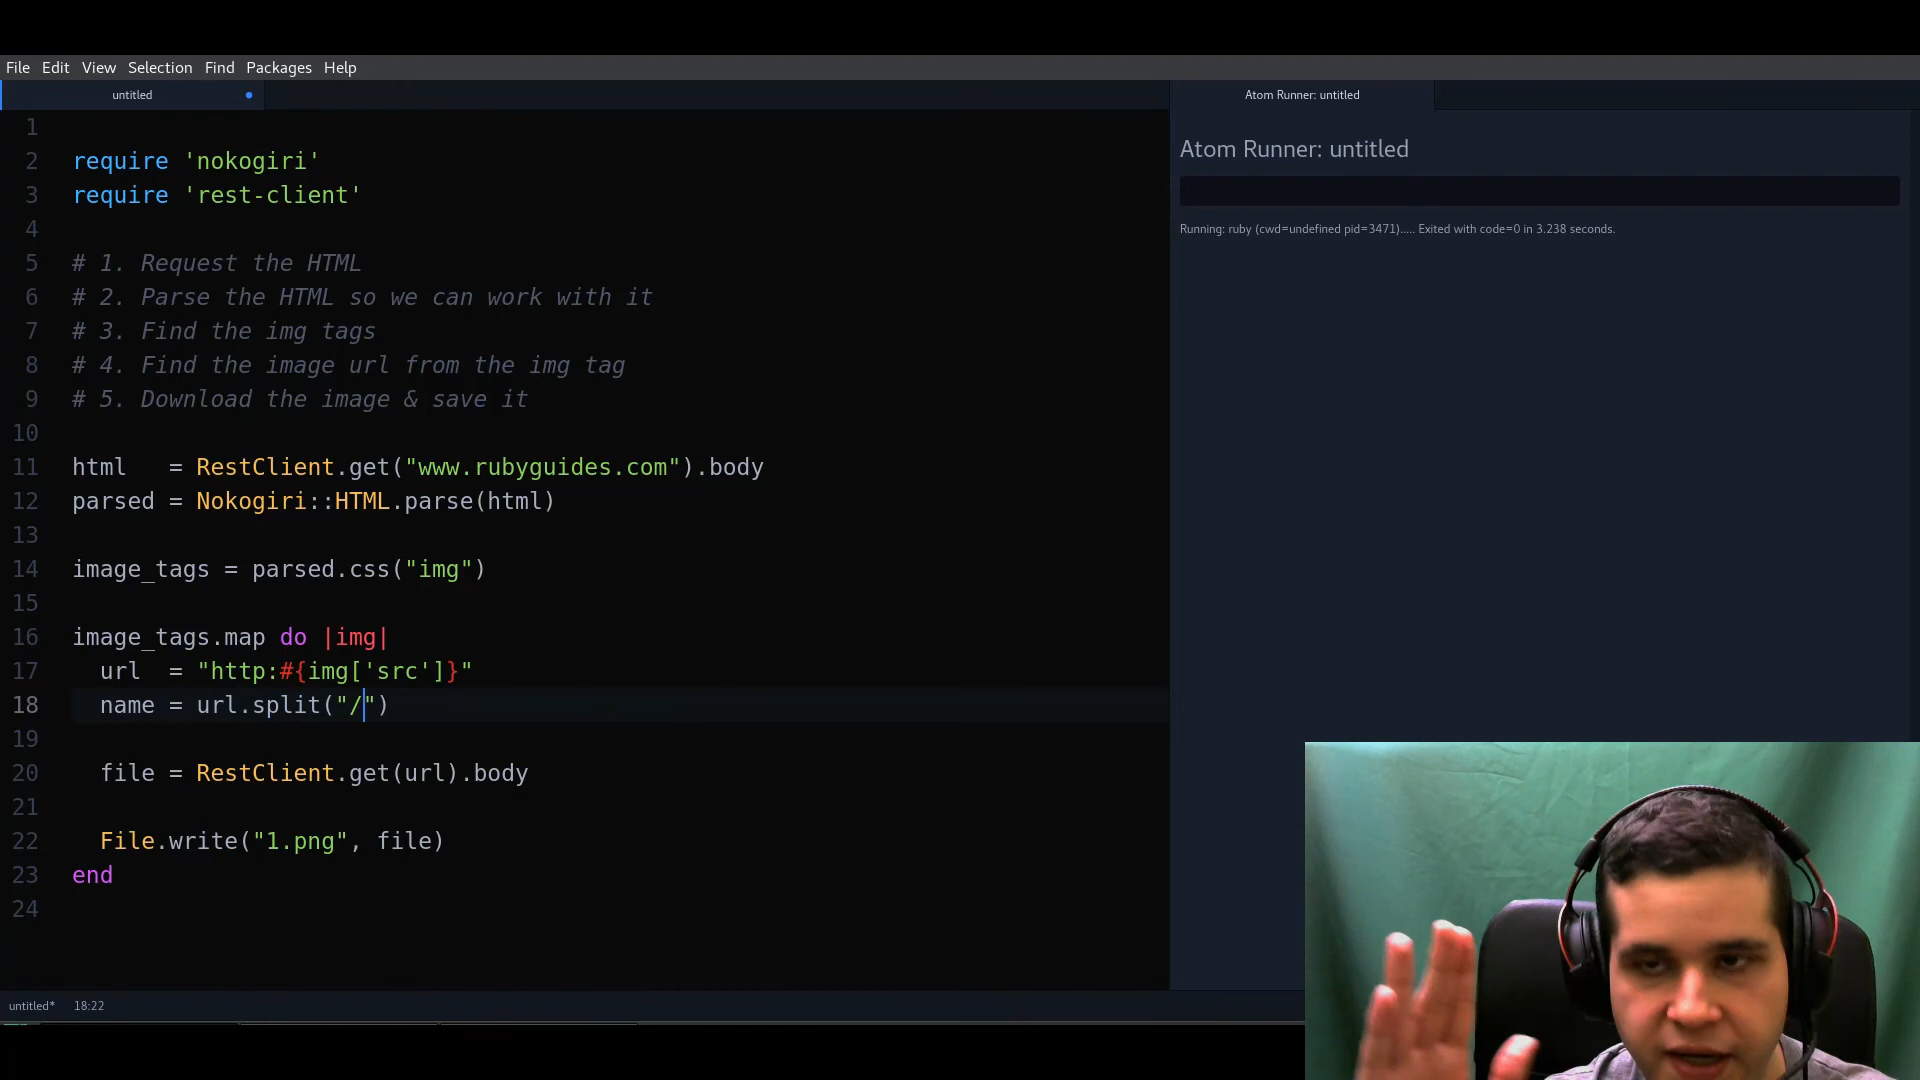 File Edit View Selection Find Packages Help
untitled
Atom Runner: untitled
1
2 require 'nokogiri'
3 require 'rest-client'
4
5 # 1. Request the HTML
6 # 2. Parse the HTML so we can work with it
7 # 3. Find the img tags
8 # 4. Find the image url from the img tag
9 # 5. Download the image & save it
10
11 html   = RestClient.get("www.rubyguides.com").body
12 parsed = Nokogiri::HTML.parse(html)
13
14 image_tags = parsed.css("img")
15
16 image_tags.map do |img|
17   url  = "http:#{img['src']}"
18   name = url.split("/")
19
20   file = RestClient.get(url).body
21
22   File.write("1.png", file)
23 end
24
Atom Runner: untitled
Running: ruby (cwd=undefined pid=3471)..... Exited with code=0 in 3.238 seconds.
untitled* 18:22